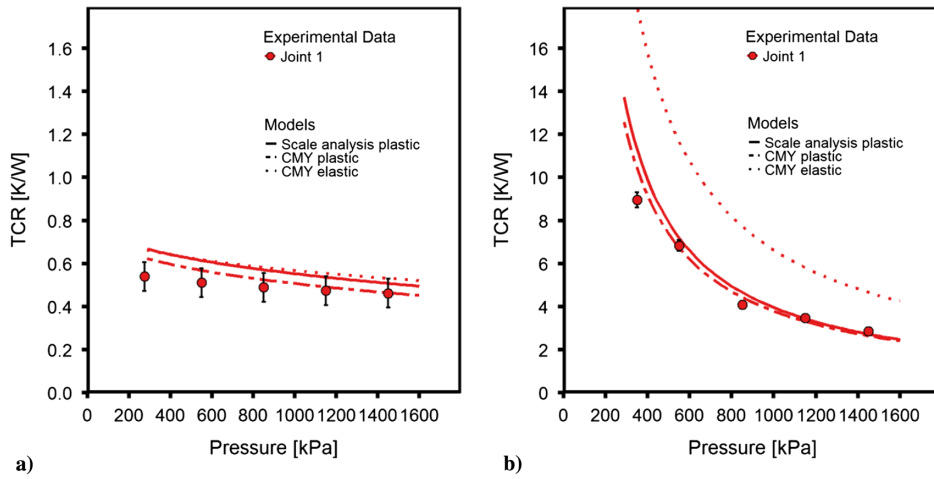 Experimental Data
Joint 1
Models
Scale analysis plastic
CMY plastic
CMY elastic
TCR [K/W]
1.6
1.4
1.2
1.0
0.8
0.6
0.4
0.2
0.0
0 200 400 600 800 1000 1200 1400 1600
Pressure [kPa]
a)
Experimental Data
Joint 1
Models
Scale analysis plastic
CMY plastic
CMY elastic
TCR [K/W]
16
14
12
10
8
6
4
2
0
0 200 400 600 800 1000 1200 1400 1600
Pressure [kPa]
b)